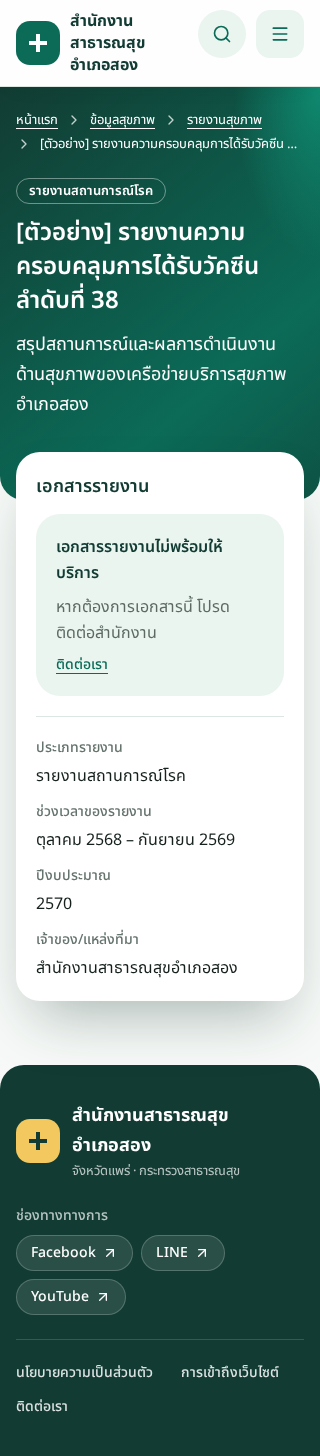 สำนักงาน
สาธารณสุข
อำเภอสอง
หน้าแรก
ข้อมูลสุขภาพ
รายงานสุขภาพ
[ตัวอย่าง] รายงานความครอบคลุมการได้รับวัคซีน ...
รายงานสถานการณ์โรค
[ตัวอย่าง] รายงานความ
ครอบคลุมการได้รับวัคซีน
ลำดับที่ 38
สรุปสถานการณ์และผลการดำเนินงาน
ด้านสุขภาพของเครือข่ายบริการสุขภาพ
อำเภอสอง
เอกสารรายงาน
เอกสารรายงานไม่พร้อมให้
บริการ
หากต้องการเอกสารนี้ โปรด
ติดต่อสำนักงาน
ติดต่อเรา
ประเภทรายงาน
รายงานสถานการณ์โรค
ช่วงเวลาของรายงาน
ตุลาคม 2568 – กันยายน 2569
ปีงบประมาณ
2570
เจ้าของ/แหล่งที่มา
สำนักงานสาธารณสุขอำเภอสอง
สำนักงานสาธารณสุข
อำเภอสอง
จังหวัดแพร่ · กระทรวงสาธารณสุข
ช่องทางทางการ
Facebook
LINE
YouTube
นโยบายความเป็นส่วนตัว
การเข้าถึงเว็บไซต์
ติดต่อเรา